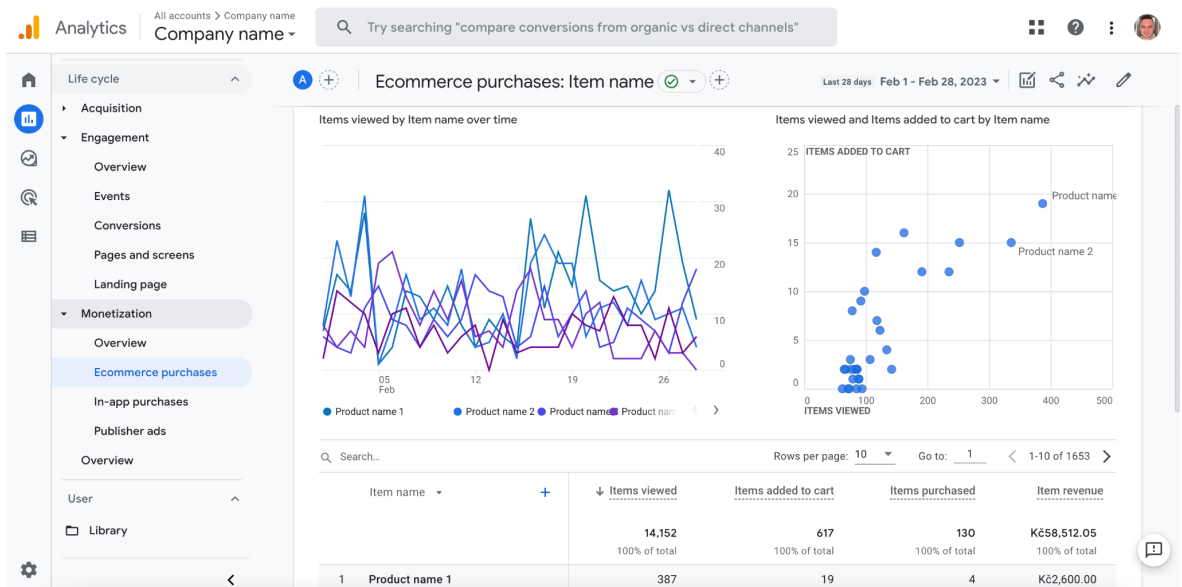 Analytics
All accounts > Company name
Company name
Try searching "compare conversions from organic vs direct channels"
Life cycle
Acquisition
Engagement
Overview
Events
Conversions
Pages and screens
Landing page
Monetization
Overview
Ecommerce purchases
In-app purchases
Publisher ads
Overview
User
Library
A
Ecommerce purchases: Item name
Last 28 days Feb 1 - Feb 28, 2023
Items viewed by Item name over time
40
30
20
10
0
05 Feb
12
19
26
Product name 1
Product name 2
Product name
Product nam
Items viewed and Items added to cart by Item name
ITEMS ADDED TO CART
25
20
15
10
5
0
Product name
Product name 2
0
100
200
300
400
500
ITEMS VIEWED
Search...
Rows per page: 10
Go to: 1
1-10 of 1653
Item name
Items viewed
Items added to cart
Items purchased
Item revenue
14,152
617
130
Kč58,512.05
100% of total
100% of total
100% of total
100% of total
1
Product name 1
387
19
4
Kč2,600.00